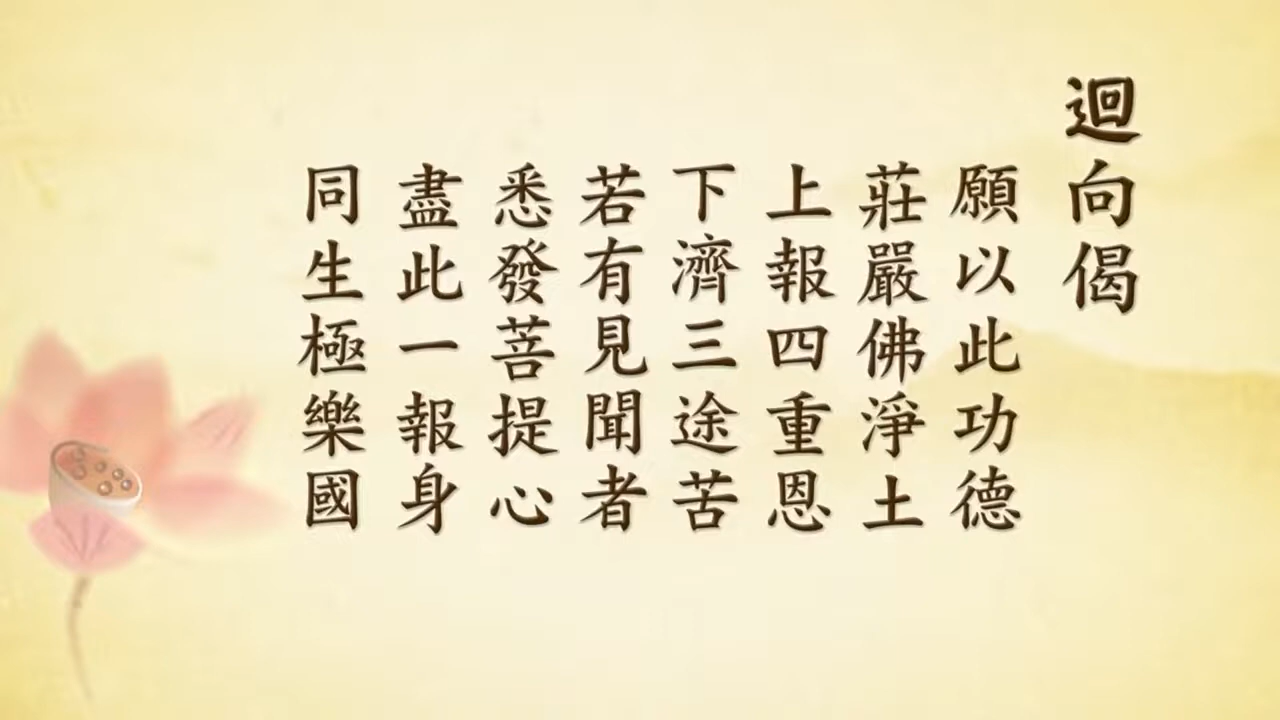 迴向偈
願以此功德
莊嚴佛淨土
上報四重恩
下濟三途苦
若有見聞者
悉發菩提心
盡此一報身
同生極樂國